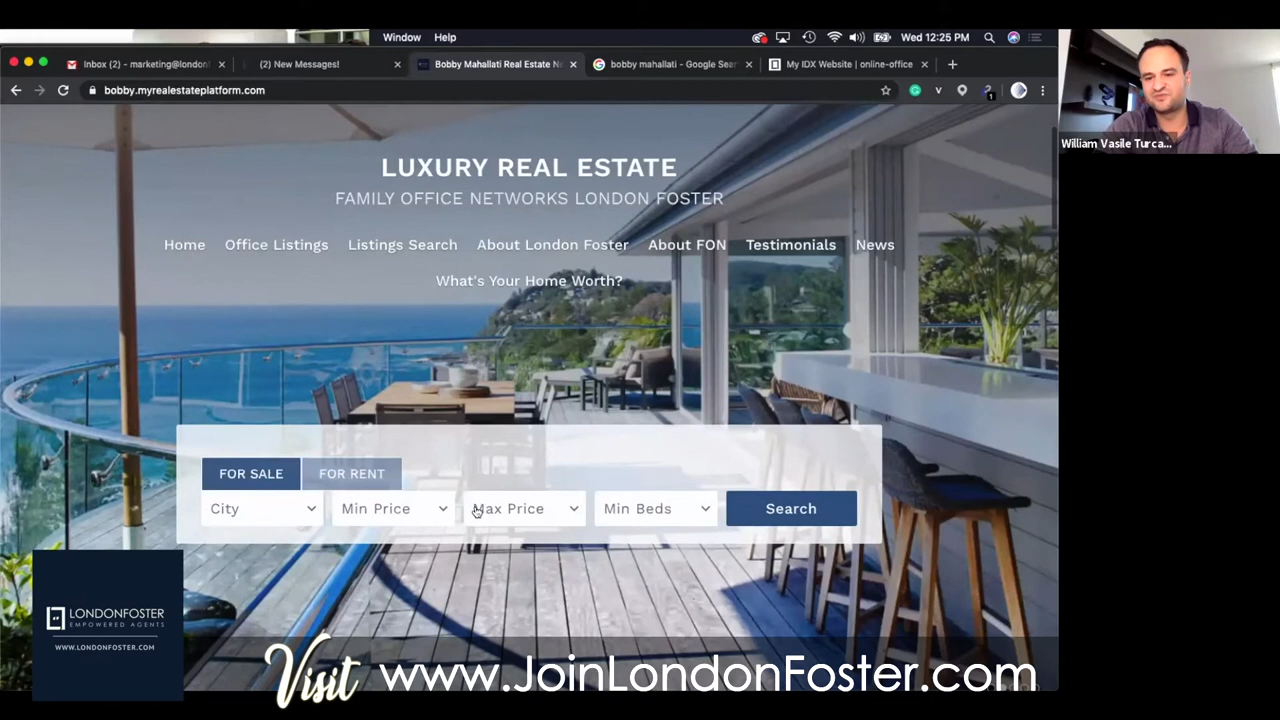 Window Help
Wed 12:25 PM
Inbox (2) - marketing@londonf
(2) New Messages!
Bobby Mahallati Real Estate N
bobby mahallati - Google Sear
My IDX Website | online-office
bobby.myrealestateplatform.com
1
LUXURY REAL ESTATE
FAMILY OFFICE NETWORKS LONDON FOSTER
Home Office Listings Listings Search About London Foster About FON Testimonials News
What's Your Home Worth?
FOR SALE FOR RENT
City Min Price Max Price Min Beds Search
William Vasile Turca...
LONDONFOSTER
EMPOWERED AGENTS
WWW.LONDONFOSTER.COM
Visit www.JoinLondonFoster.com